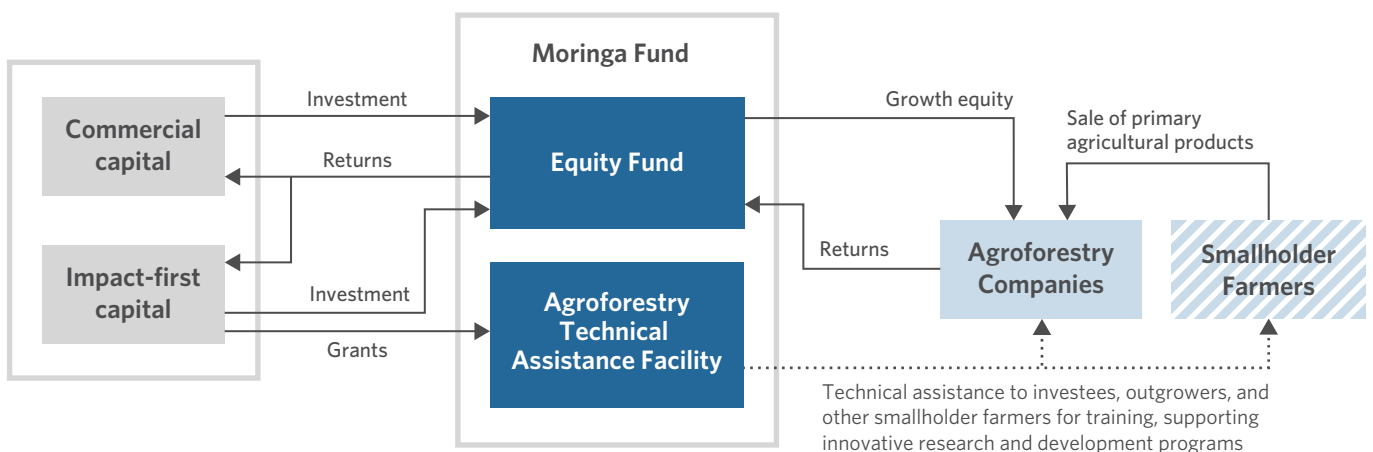 Moringa Fund
Commercial
capital
Impact-first
capital
Investment
Returns
Investment
Grants
Equity Fund
Agroforestry
Technical
Assistance Facility
Growth equity
Returns
Sale of primary
agricultural products
Agroforestry
Companies
Smallholder
Farmers
Technical assistance to investees, outgrowers, and
other smallholder farmers for training, supporting
innovative research and development programs